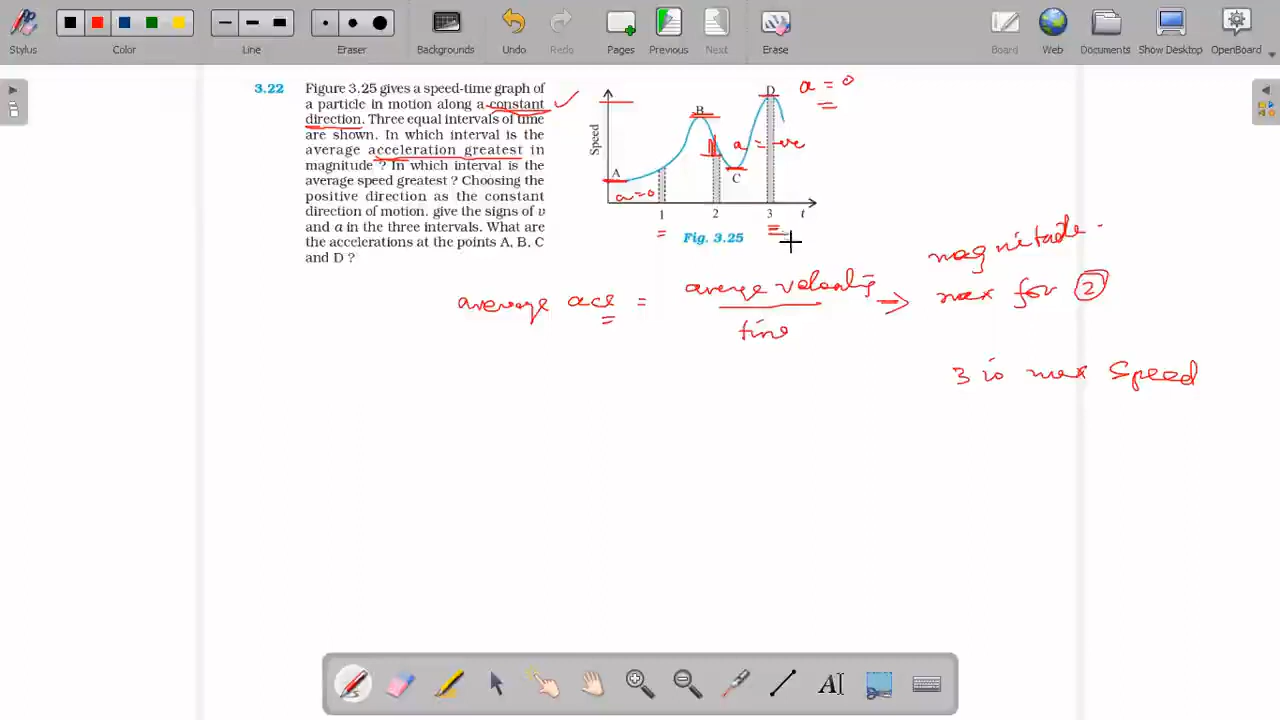 Stylus
Color
Line
Eraser
Backgrounds
Undo
Redo
Pages
Previous
Next
Erase
Board
Web
Documents
Show Desktop
OpenBoard
3.22 Figure 3.25 gives a speed-time graph of
a particle in motion along a constant
direction. Three equal intervals of time
are shown. In which interval is the
average acceleration greatest in
magnitude ? In which interval is the
average speed greatest ? Choosing the
positive direction as the constant
direction of motion, give the signs of v
and a in the three intervals. What are
the accelerations at the points A, B, C
and D ?
Speed
A
B
C
D
1 2 3 t
Fig. 3.25
a = 0
a = -ve
a=0
magnitude.
average acc = average velocity
time
→ max for 2
3 is max Speed